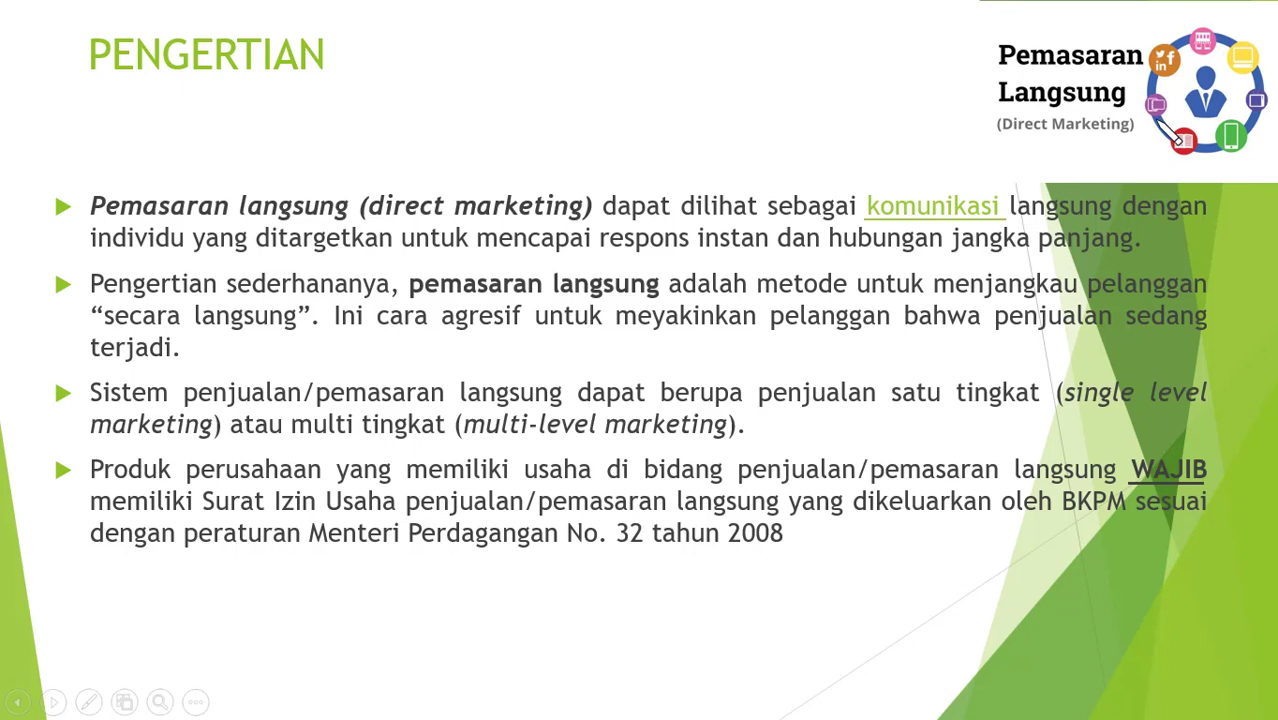 PENGERTIAN
Pemasaran
Langsung
(Direct Marketing)
Pemasaran langsung (direct marketing) dapat dilihat sebagai komunikasi langsung dengan
individu yang ditargetkan untuk mencapai respons instan dan hubungan jangka panjang.
Pengertian sederhananya, pemasaran langsung adalah metode untuk menjangkau pelanggan
“secara langsung”. Ini cara agresif untuk meyakinkan pelanggan bahwa penjualan sedang
terjadi.
Sistem penjualan/pemasaran langsung dapat berupa penjualan satu tingkat (single level
marketing) atau multi tingkat (multi-level marketing).
Produk perusahaan yang memiliki usaha di bidang penjualan/pemasaran langsung WAJIB
memiliki Surat Izin Usaha penjualan/pemasaran langsung yang dikeluarkan oleh BKPM sesuai
dengan peraturan Menteri Perdagangan No. 32 tahun 2008